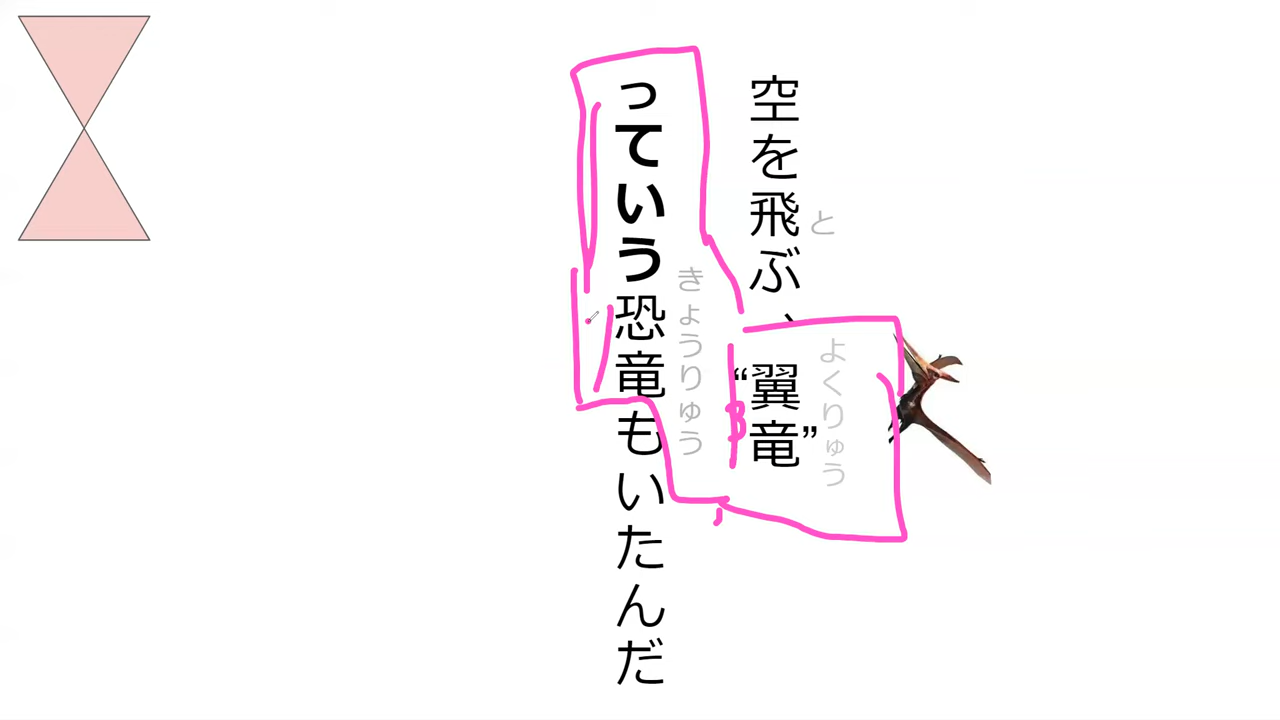 空を飛ぶ、“翼竜”
と
よくりゅう
っていう恐竜もいたんだ
きょうりゅう